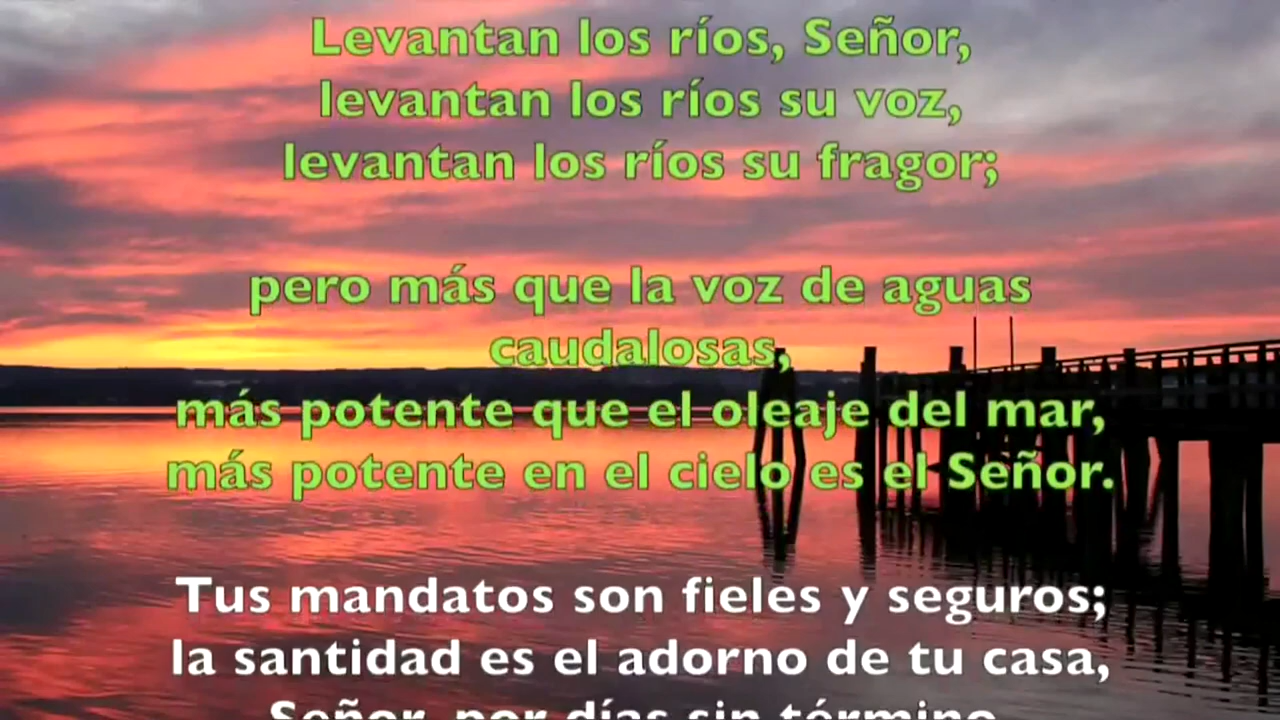 Levantan los ríos, Señor,
levantan los ríos su voz,
levantan los ríos su fragor;
pero más que la voz de aguas
caudalosas,
más potente que el oleaje del mar,
más potente en el cielo es el Señor.
Tus mandatos son fieles y seguros;
la santidad es el adorno de tu casa,
Señor, por días sin término